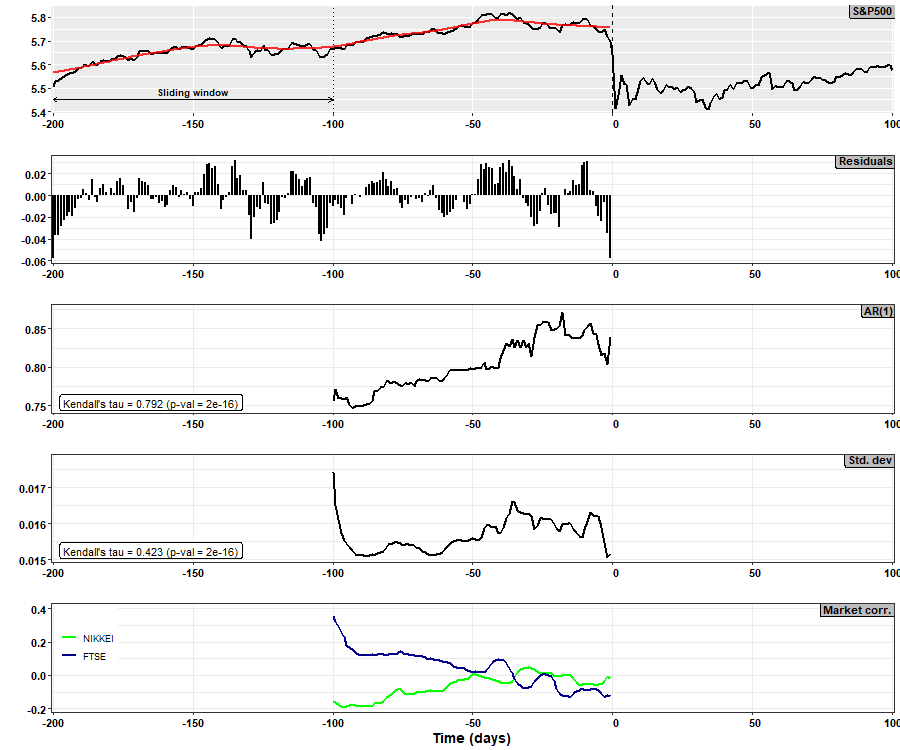 S&P500
5.8
5.7
5.6
5.5
5.4
Sliding window
-200 -150 -100 -50 0 50 100
Residuals
0.02
0.00
-0.02
-0.04
-0.06
-200 -150 -100 -50 0 50 100
AR(1)
0.85
0.80
0.75
Kendall's tau = 0.792 (p-val = 2e-16)
-200 -150 -100 -50 0 50 100
Std. dev
0.017
0.016
0.015
Kendall's tau = 0.423 (p-val = 2e-16)
-200 -150 -100 -50 0 50 100
Market corr.
0.4
0.2
0.0
-0.2
NIKKEI
FTSE
-200 -150 -100 -50 0 50 100
Time (days)